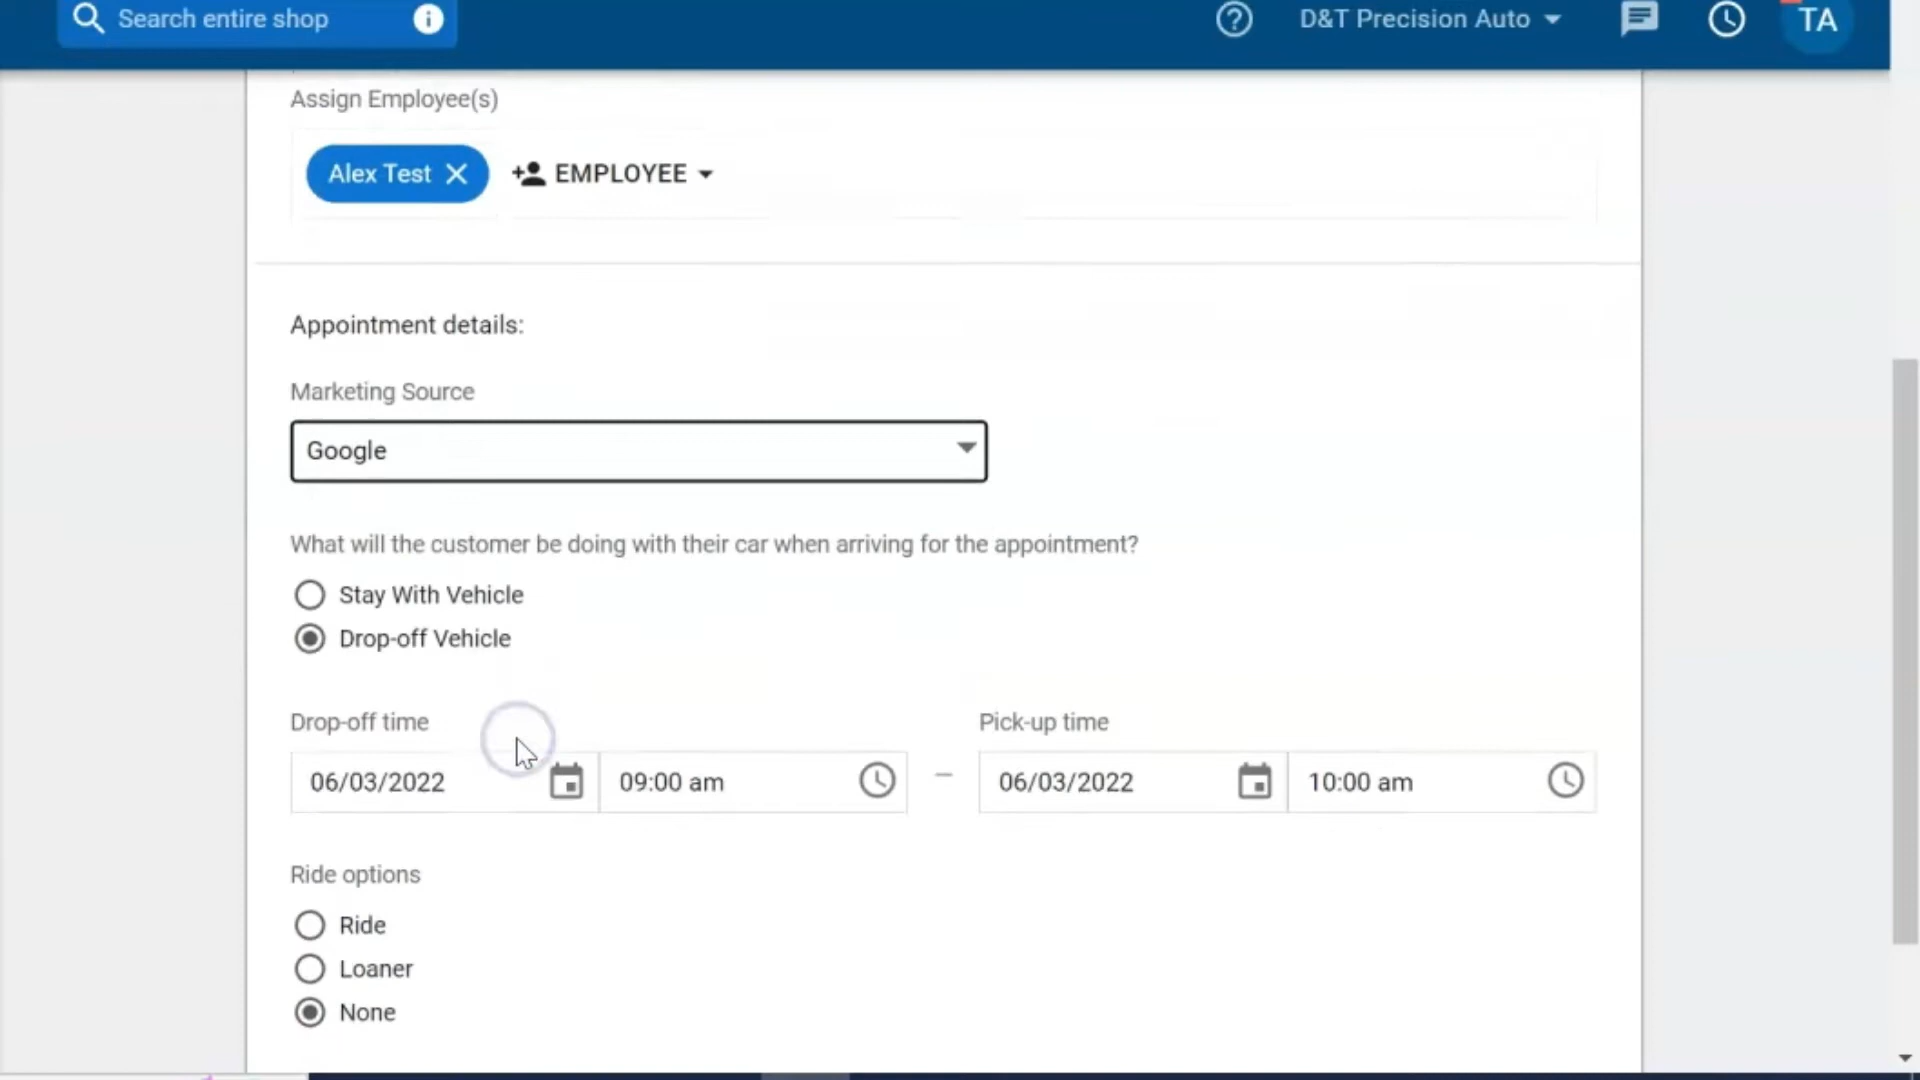 Search entire shop
D&T Precision Auto
TA
Assign Employee(s)
Alex Test
EMPLOYEE
Appointment details:
Marketing Source
Google
What will the customer be doing with their car when arriving for the appointment?
Stay With Vehicle
Drop-off Vehicle
Drop-off time
Pick-up time
06/03/2022 09:00 am – 06/03/2022 10:00 am
Ride options
Ride
Loaner
None